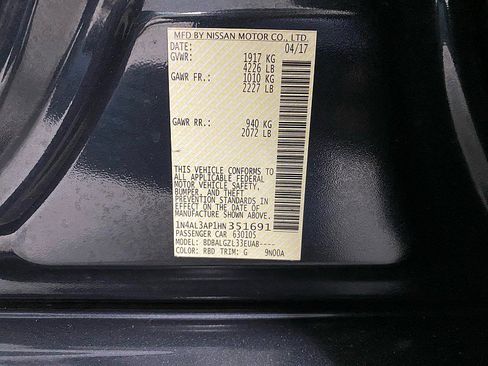 MFD BY NISSAN MOTOR CO., LTD.
DATE: 04/17
GVWR: 1917 KG
4226 LB
GAWR FR.: 1010 KG
2227 LB
GAWR RR.: 940 KG
2072 LB
THIS VEHICLE CONFORMS TO
ALL APPLICABLE FEDERAL
MOTOR VEHICLE SAFETY,
BUMPER, AND THEFT
PREVENTION STANDARDS IN
EFFECT ON THE DATE OF
MANUFACTURE SHOWN ABOVE.
1N4AL3AP1HN351691
PASSENGER CAR 630105
MODEL: BDBALGZL33EUAB----
COLOR: RBD TRIM: G 9N00A